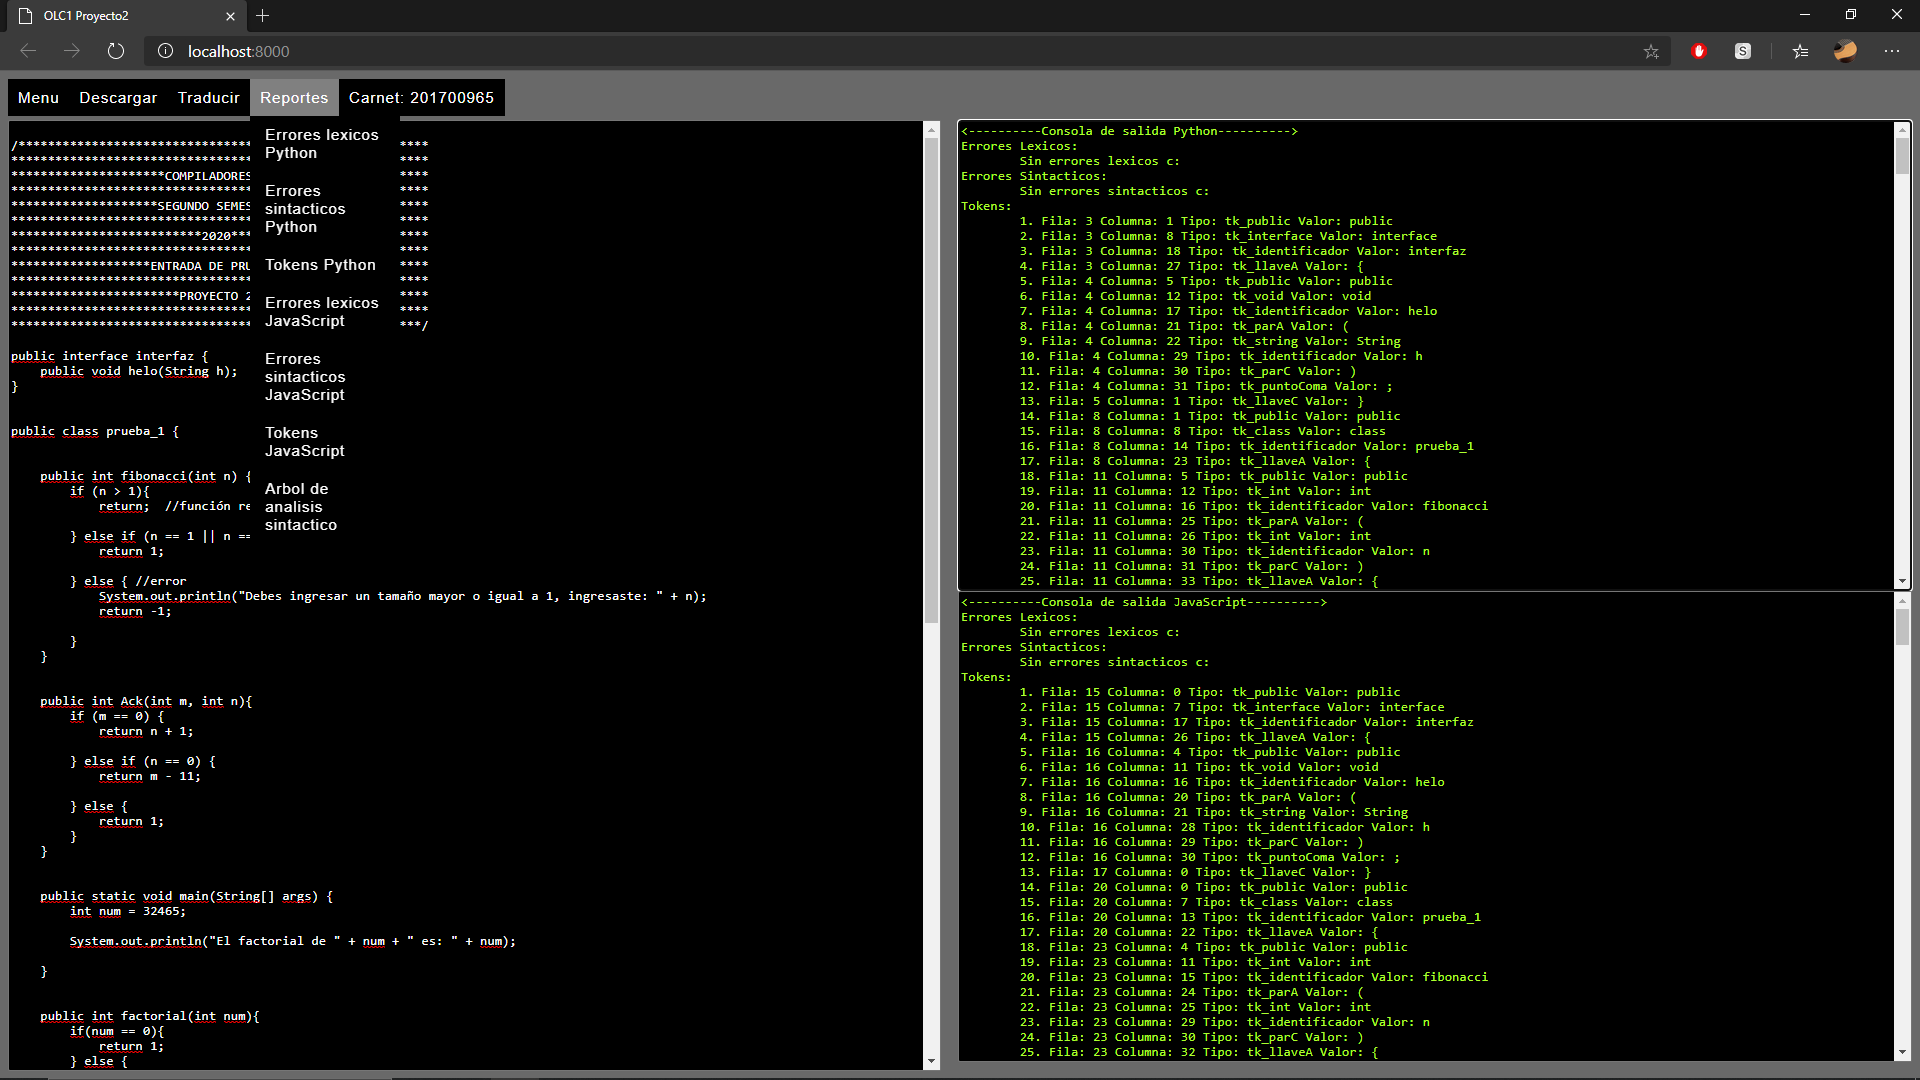 OLC1 Proyecto2
localhost:8000
Menu Descargar Traducir Reportes Carnet: 201700965
Errores lexicos
Python
Errores
sintacticos
Python
Tokens Python
Errores lexicos
JavaScript
Errores
sintacticos
JavaScript
Tokens
JavaScript
Arbol de
analisis
sintactico
/******************************** ****
********************************* ****
*********************COMPILADORES ****
********************************* ****
********************SEGUNDO SEMES ****
********************************* ****
**************************2020*** ****
********************************* ****
*******************ENTRADA DE PRU ****
********************************* ****
***********************PROYECTO 2 ****
********************************* ****
********************************* ***/
public interface interfaz {
public void helo(String h);
}
public class prueba_1 {
public int fibonacci(int n) {
if (n > 1){
return; //función re
} else if (n == 1 || n ==
return 1;
} else { //error
System.out.println("Debes ingresar un tamaño mayor o igual a 1, ingresaste: " + n);
return -1;
}
}
public int Ack(int m, int n){
if (m == 0) {
return n + 1;
} else if (n == 0) {
return m - 11;
} else {
return 1;
}
}
public static void main(String[] args) {
int num = 32465;
System.out.println("El factorial de " + num + " es: " + num);
}
public int factorial(int num){
if(num == 0){
return 1;
} else {
<----------Consola de salida Python---------->
Errores Lexicos:
Sin errores lexicos c:
Errores Sintacticos:
Sin errores sintacticos c:
Tokens:
1. Fila: 3 Columna: 1 Tipo: tk_public Valor: public
2. Fila: 3 Columna: 8 Tipo: tk_interface Valor: interface
3. Fila: 3 Columna: 18 Tipo: tk_identificador Valor: interfaz
4. Fila: 3 Columna: 27 Tipo: tk_llaveA Valor: {
5. Fila: 4 Columna: 5 Tipo: tk_public Valor: public
6. Fila: 4 Columna: 12 Tipo: tk_void Valor: void
7. Fila: 4 Columna: 17 Tipo: tk_identificador Valor: helo
8. Fila: 4 Columna: 21 Tipo: tk_parA Valor: (
9. Fila: 4 Columna: 22 Tipo: tk_string Valor: String
10. Fila: 4 Columna: 29 Tipo: tk_identificador Valor: h
11. Fila: 4 Columna: 30 Tipo: tk_parC Valor: )
12. Fila: 4 Columna: 31 Tipo: tk_puntoComa Valor: ;
13. Fila: 5 Columna: 1 Tipo: tk_llaveC Valor: }
14. Fila: 8 Columna: 1 Tipo: tk_public Valor: public
15. Fila: 8 Columna: 8 Tipo: tk_class Valor: class
16. Fila: 8 Columna: 14 Tipo: tk_identificador Valor: prueba_1
17. Fila: 8 Columna: 23 Tipo: tk_llaveA Valor: {
18. Fila: 11 Columna: 5 Tipo: tk_public Valor: public
19. Fila: 11 Columna: 12 Tipo: tk_int Valor: int
20. Fila: 11 Columna: 16 Tipo: tk_identificador Valor: fibonacci
21. Fila: 11 Columna: 25 Tipo: tk_parA Valor: (
22. Fila: 11 Columna: 26 Tipo: tk_int Valor: int
23. Fila: 11 Columna: 30 Tipo: tk_identificador Valor: n
24. Fila: 11 Columna: 31 Tipo: tk_parC Valor: )
25. Fila: 11 Columna: 33 Tipo: tk_llaveA Valor: {
<----------Consola de salida JavaScript---------->
Errores Lexicos:
Sin errores lexicos c:
Errores Sintacticos:
Sin errores sintacticos c:
Tokens:
1. Fila: 15 Columna: 0 Tipo: tk_public Valor: public
2. Fila: 15 Columna: 7 Tipo: tk_interface Valor: interface
3. Fila: 15 Columna: 17 Tipo: tk_identificador Valor: interfaz
4. Fila: 15 Columna: 26 Tipo: tk_llaveA Valor: {
5. Fila: 16 Columna: 4 Tipo: tk_public Valor: public
6. Fila: 16 Columna: 11 Tipo: tk_void Valor: void
7. Fila: 16 Columna: 16 Tipo: tk_identificador Valor: helo
8. Fila: 16 Columna: 20 Tipo: tk_parA Valor: (
9. Fila: 16 Columna: 21 Tipo: tk_string Valor: String
10. Fila: 16 Columna: 28 Tipo: tk_identificador Valor: h
11. Fila: 16 Columna: 29 Tipo: tk_parC Valor: )
12. Fila: 16 Columna: 30 Tipo: tk_puntoComa Valor: ;
13. Fila: 17 Columna: 0 Tipo: tk_llaveC Valor: }
14. Fila: 20 Columna: 0 Tipo: tk_public Valor: public
15. Fila: 20 Columna: 7 Tipo: tk_class Valor: class
16. Fila: 20 Columna: 13 Tipo: tk_identificador Valor: prueba_1
17. Fila: 20 Columna: 22 Tipo: tk_llaveA Valor: {
18. Fila: 23 Columna: 4 Tipo: tk_public Valor: public
19. Fila: 23 Columna: 11 Tipo: tk_int Valor: int
20. Fila: 23 Columna: 15 Tipo: tk_identificador Valor: fibonacci
21. Fila: 23 Columna: 24 Tipo: tk_parA Valor: (
22. Fila: 23 Columna: 25 Tipo: tk_int Valor: int
23. Fila: 23 Columna: 29 Tipo: tk_identificador Valor: n
24. Fila: 23 Columna: 30 Tipo: tk_parC Valor: )
25. Fila: 23 Columna: 32 Tipo: tk_llaveA Valor: {